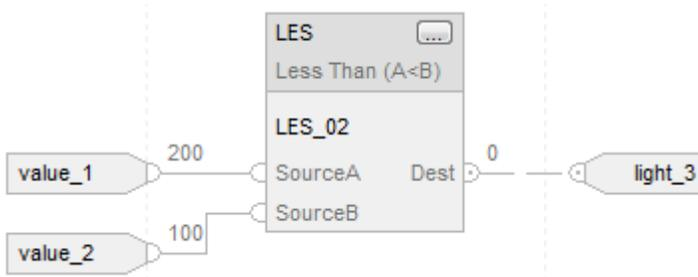 LES ...
Less Than (A<B)
LES_02
value_1 200 SourceA Dest 0 light_3
value_2 100 SourceB